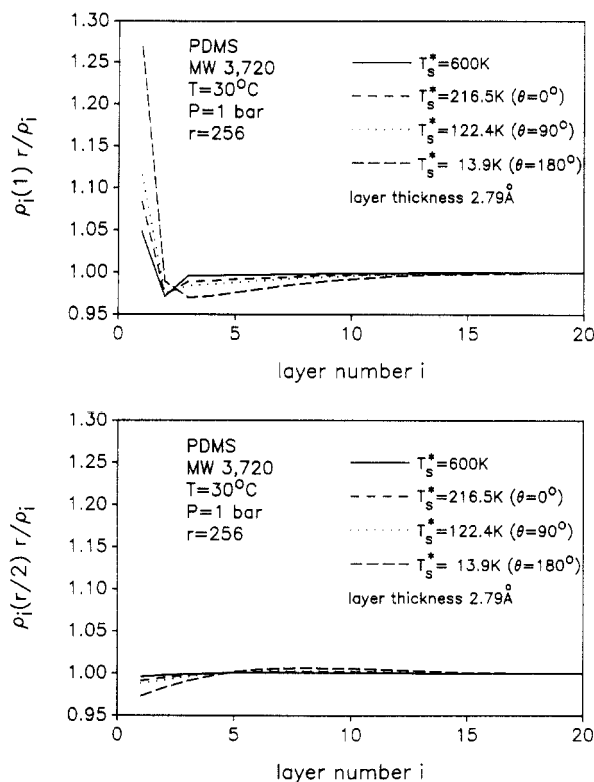 1.30
1.25
1.20
1.15
1.10
1.05
1.00
0.95
ρi(1) r/ρi
PDMS
MW 3,720
T=30°C
P=1 bar
r=256
Ts*=600K
Ts*=216.5K (θ=0°)
Ts*=122.4K (θ=90°)
Ts*= 13.9K (θ=180°)
layer thickness 2.79Å
0 5 10 15 20
layer number i
1.30
1.25
1.20
1.15
1.10
1.05
1.00
0.95
ρi(r/2) r/ρi
PDMS
MW 3,720
T=30°C
P=1 bar
r=256
Ts*=600K
Ts*=216.5K (θ=0°)
Ts*=122.4K (θ=90°)
Ts*= 13.9K (θ=180°)
layer thickness 2.79Å
0 5 10 15 20
layer number i